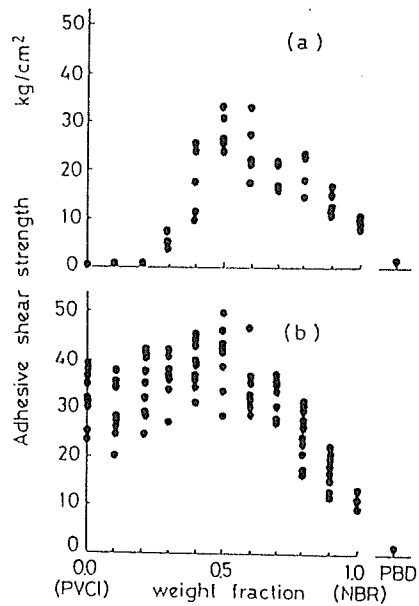 50
kg/cm²
(a)
40
30
20
10
0
Adhesive shear strength
50
(b)
40
30
20
10
0
0.0 0.5 1.0 PBD
(PVCl) weight fraction (NBR)